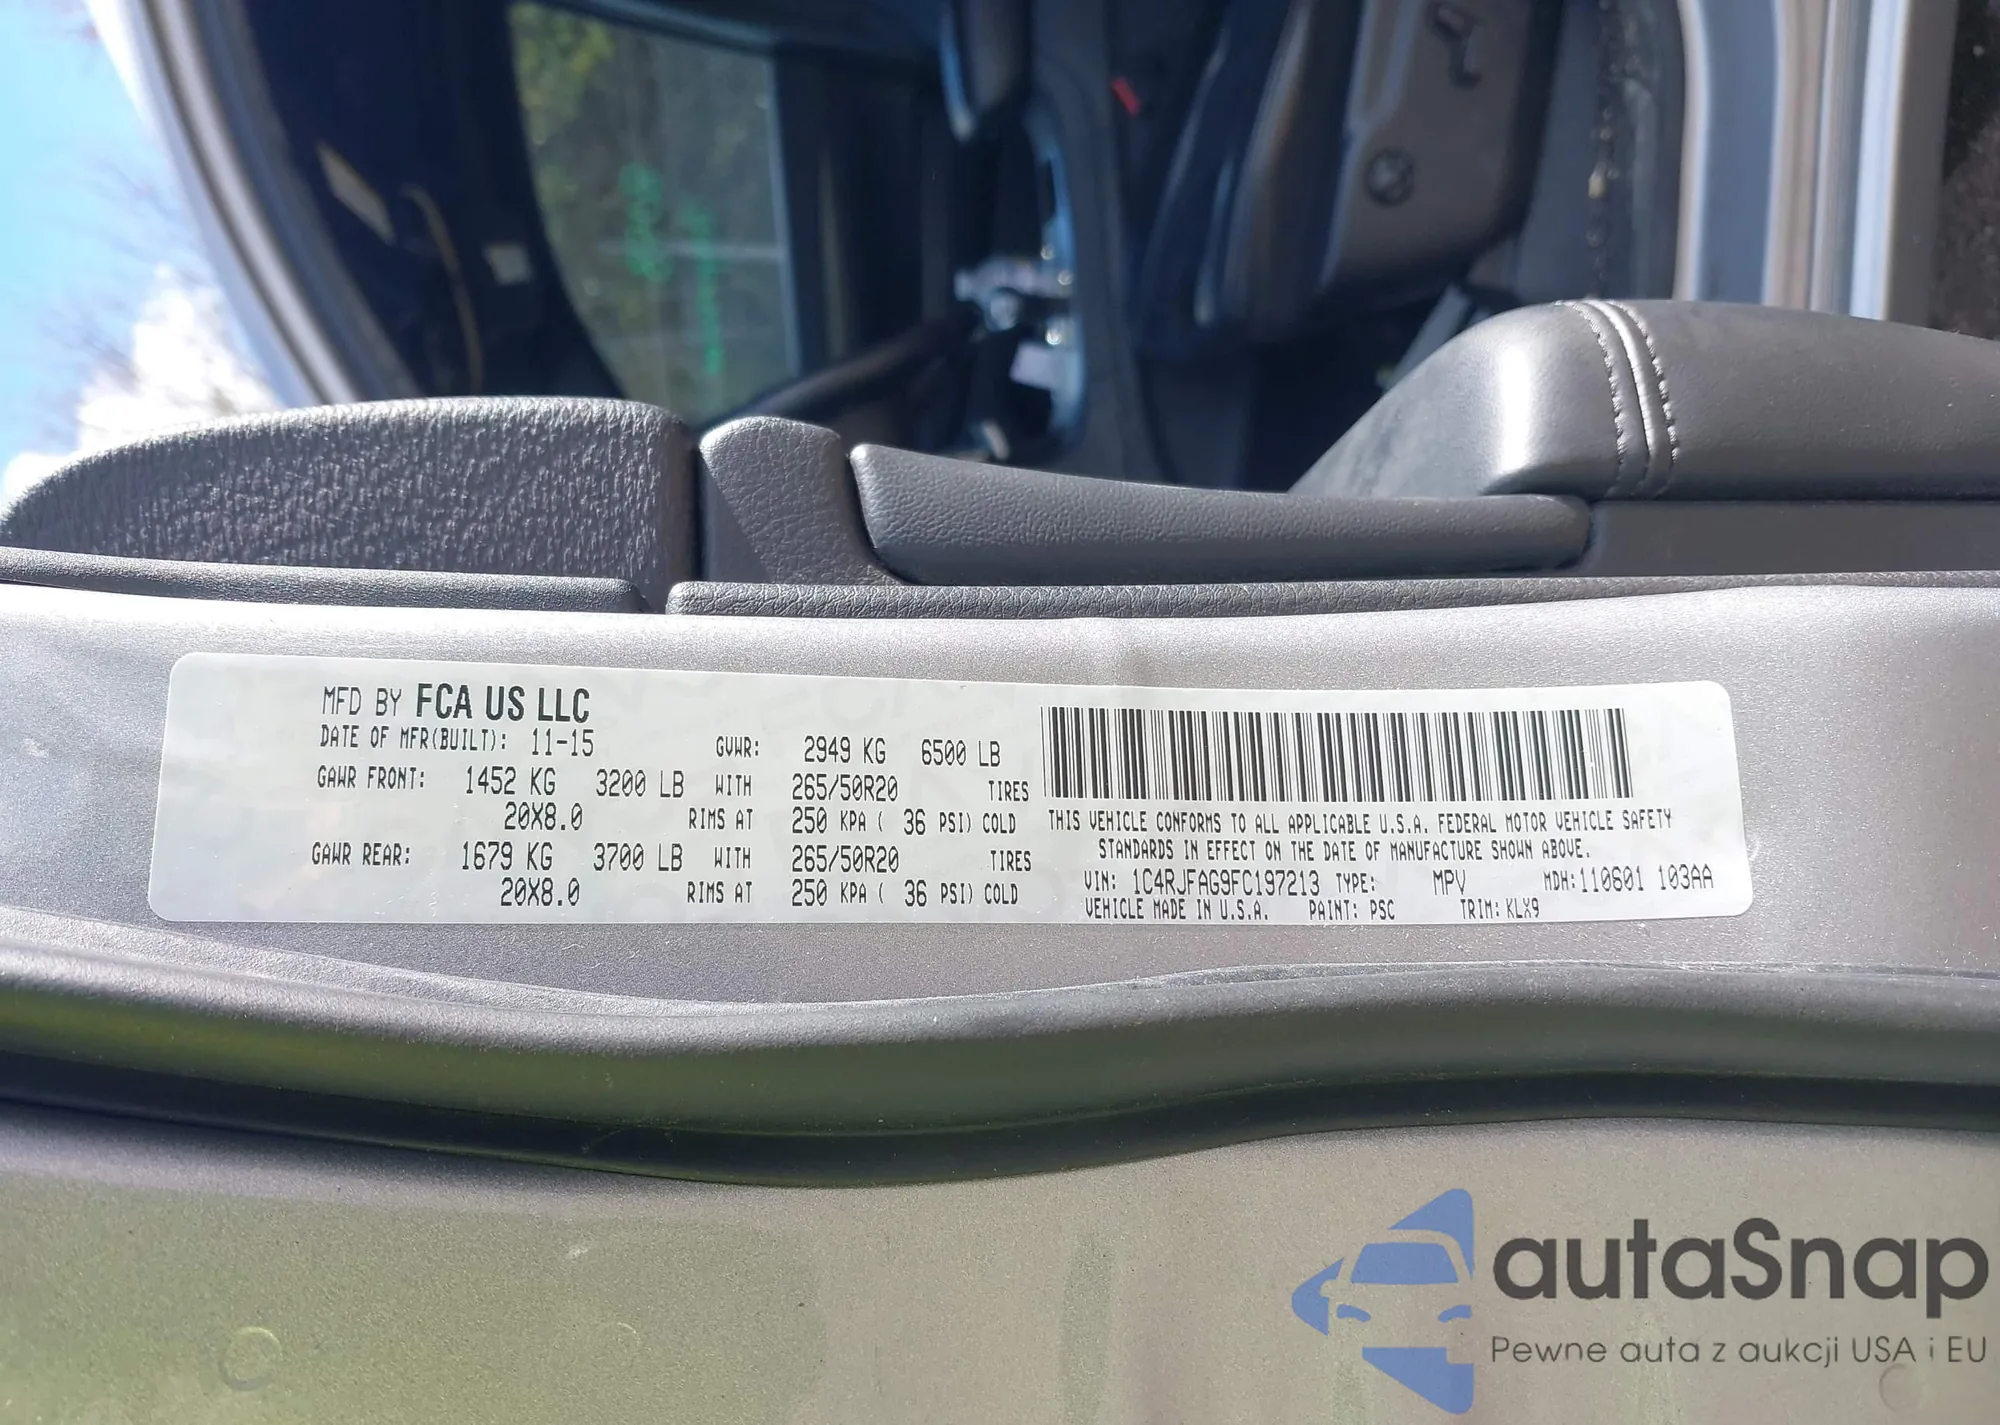 MFD BY FCA US LLC
DATE OF MFR(BUILT): 11-15 GVWR: 2949 KG 6500 LB
GAWR FRONT: 1452 KG 3200 LB WITH 265/50R20 TIRES
20X8.0 RIMS AT 250 KPA ( 36 PSI) COLD
GAWR REAR: 1679 KG 3700 LB WITH 265/50R20 TIRES
20X8.0 RIMS AT 250 KPA ( 36 PSI) COLD
THIS VEHICLE CONFORMS TO ALL APPLICABLE U.S.A. FEDERAL MOTOR VEHICLE SAFETY
STANDARDS IN EFFECT ON THE DATE OF MANUFACTURE SHOWN ABOVE.
VIN: 1C4RJFAG9FC197213 TYPE: MPV MDH:110601 103AA
VEHICLE MADE IN U.S.A. PAINT: PSC TRIM: KLX9
autaSnap
Pewne auta z aukcji USA i EU